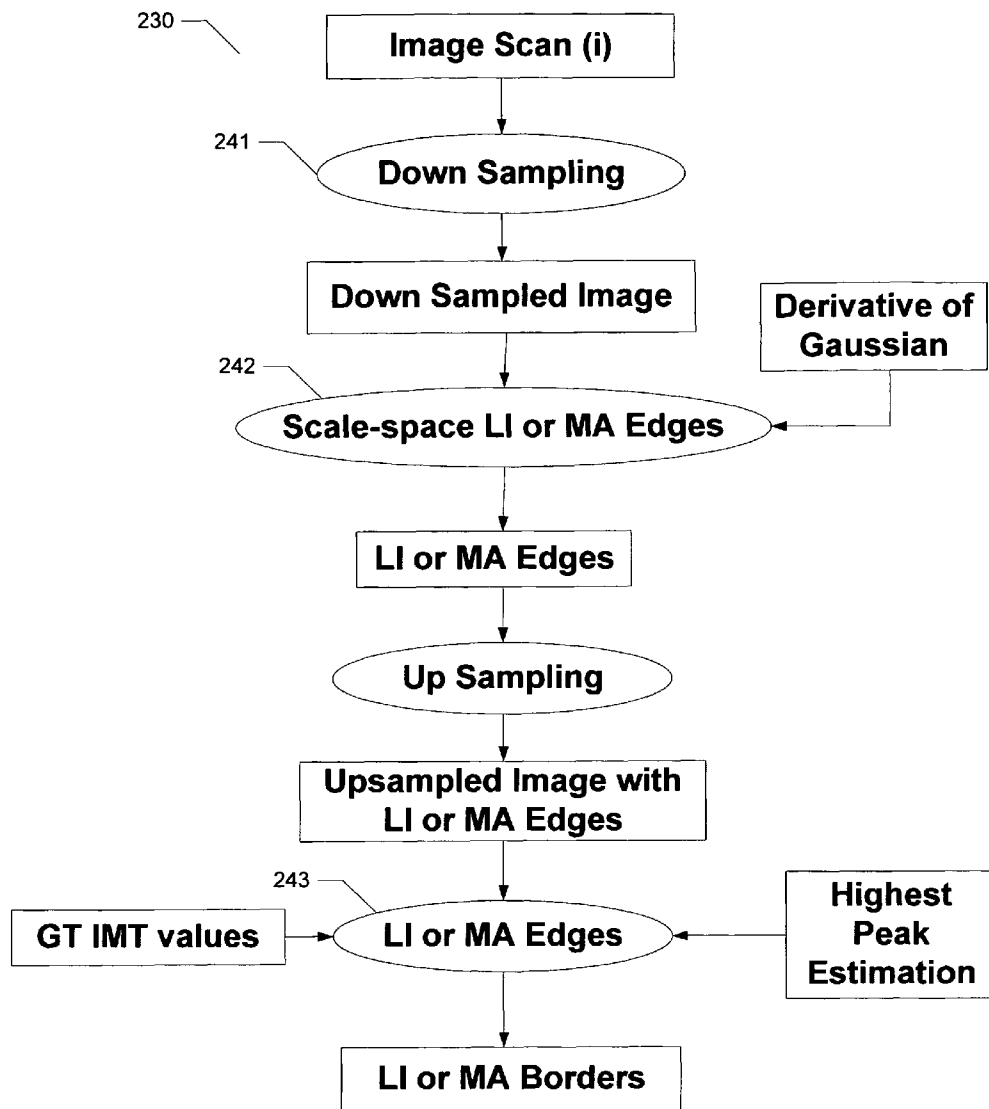 230
Image Scan (i)
241
Down Sampling
Down Sampled Image
Derivative of
Gaussian
242
Scale-space LI or MA Edges
LI or MA Edges
Up Sampling
Upsampled Image with
LI or MA Edges
243
GT IMT values
LI or MA Edges
Highest
Peak
Estimation
LI or MA Borders